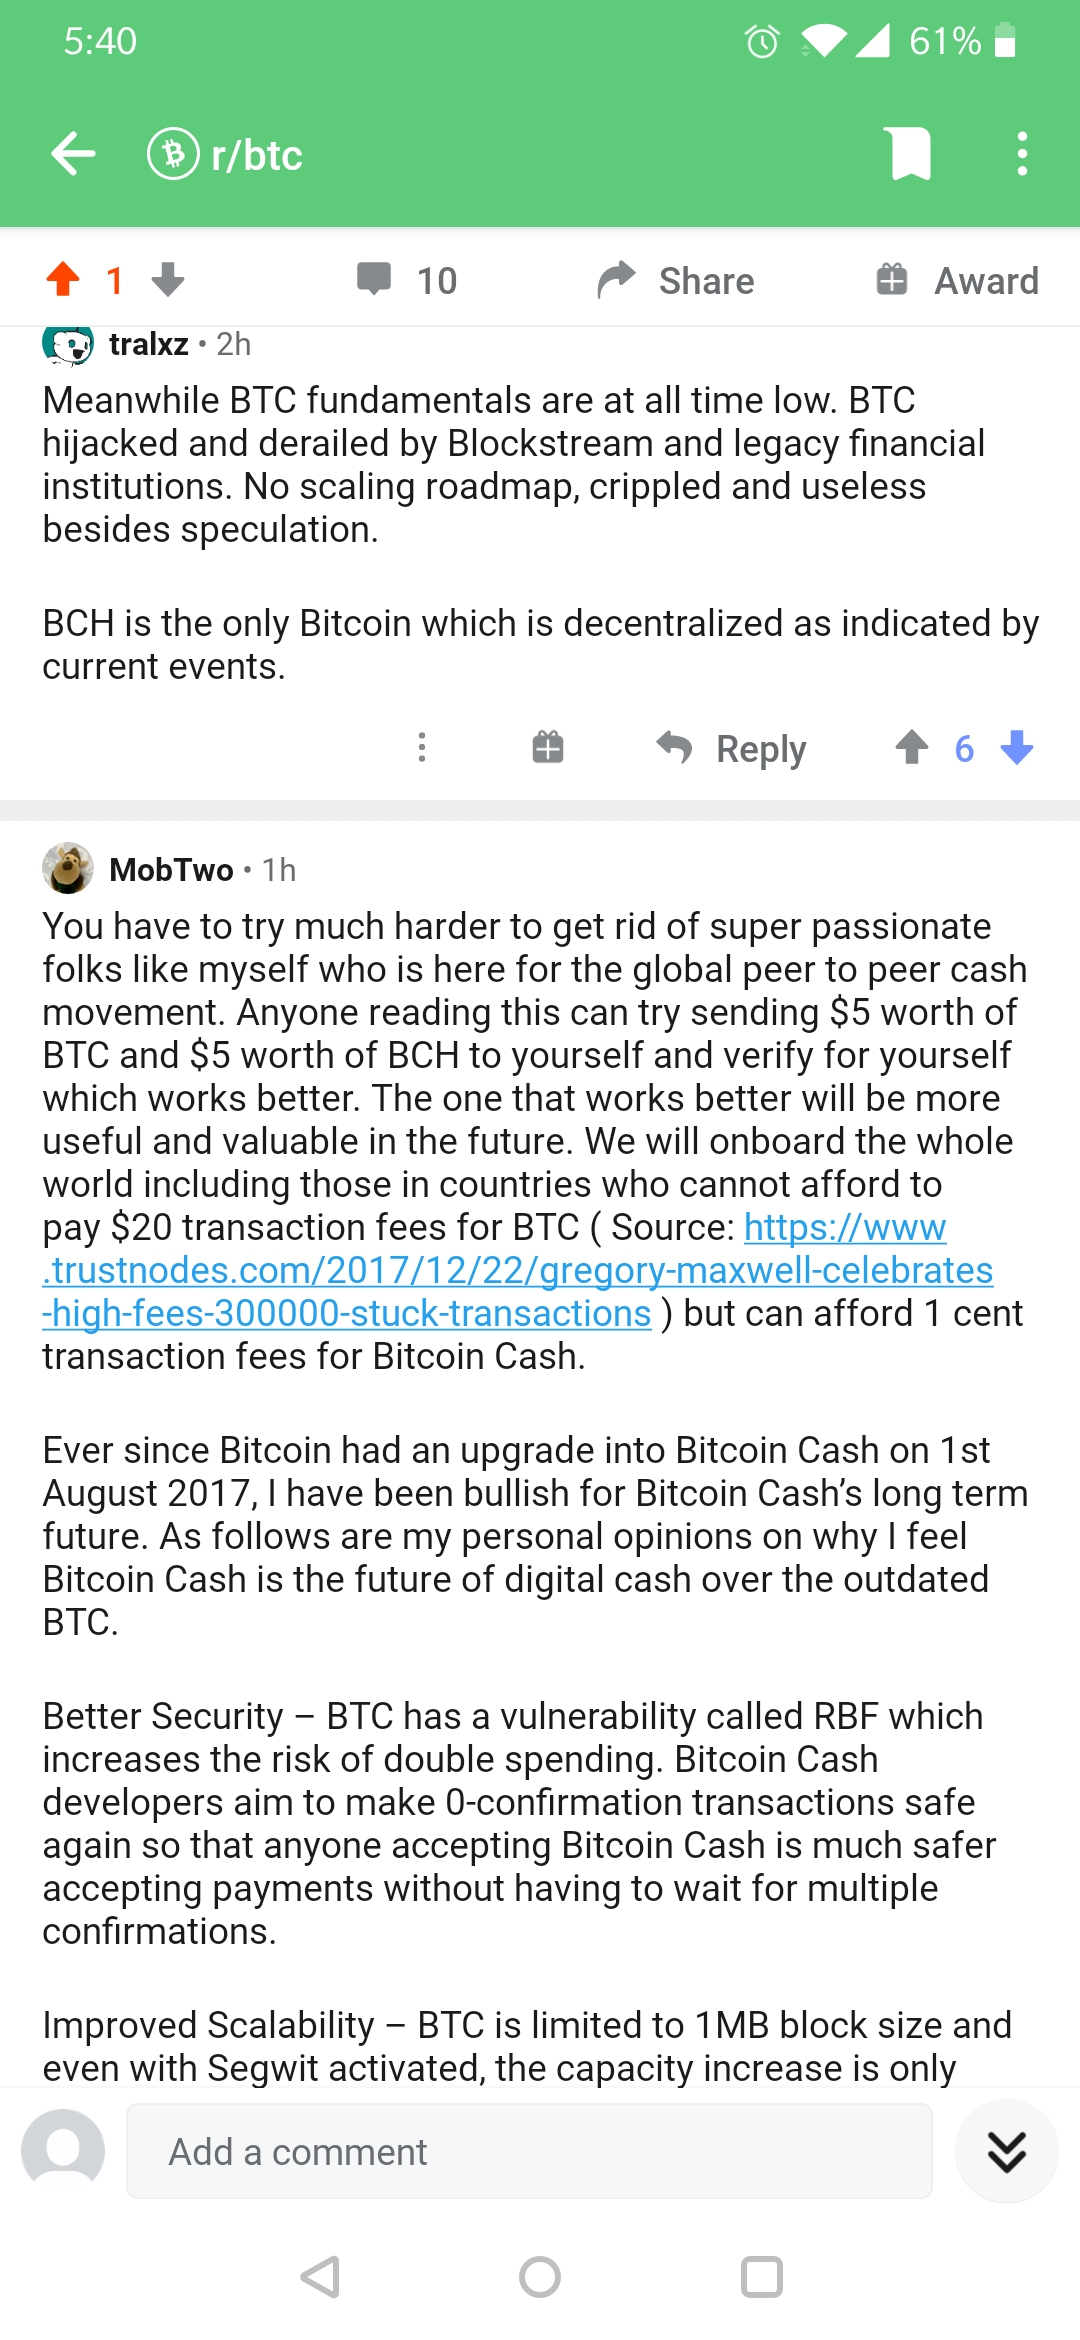 5:40
61%
r/btc
1
10
Share
Award
tralxz • 2h
Meanwhile BTC fundamentals are at all time low. BTC
hijacked and derailed by Blockstream and legacy financial
institutions. No scaling roadmap, crippled and useless
besides speculation.
BCH is the only Bitcoin which is decentralized as indicated by
current events.
Reply
6
MobTwo • 1h
You have to try much harder to get rid of super passionate
folks like myself who is here for the global peer to peer cash
movement. Anyone reading this can try sending $5 worth of
BTC and $5 worth of BCH to yourself and verify for yourself
which works better. The one that works better will be more
useful and valuable in the future. We will onboard the whole
world including those in countries who cannot afford to
pay $20 transaction fees for BTC ( Source: https://www
.trustnodes.com/2017/12/22/gregory-maxwell-celebrates
-high-fees-300000-stuck-transactions ) but can afford 1 cent
transaction fees for Bitcoin Cash.
Ever since Bitcoin had an upgrade into Bitcoin Cash on 1st
August 2017, I have been bullish for Bitcoin Cash’s long term
future. As follows are my personal opinions on why I feel
Bitcoin Cash is the future of digital cash over the outdated
BTC.
Better Security – BTC has a vulnerability called RBF which
increases the risk of double spending. Bitcoin Cash
developers aim to make 0-confirmation transactions safe
again so that anyone accepting Bitcoin Cash is much safer
accepting payments without having to wait for multiple
confirmations.
Improved Scalability – BTC is limited to 1MB block size and
even with Segwit activated, the capacity increase is only
Add a comment